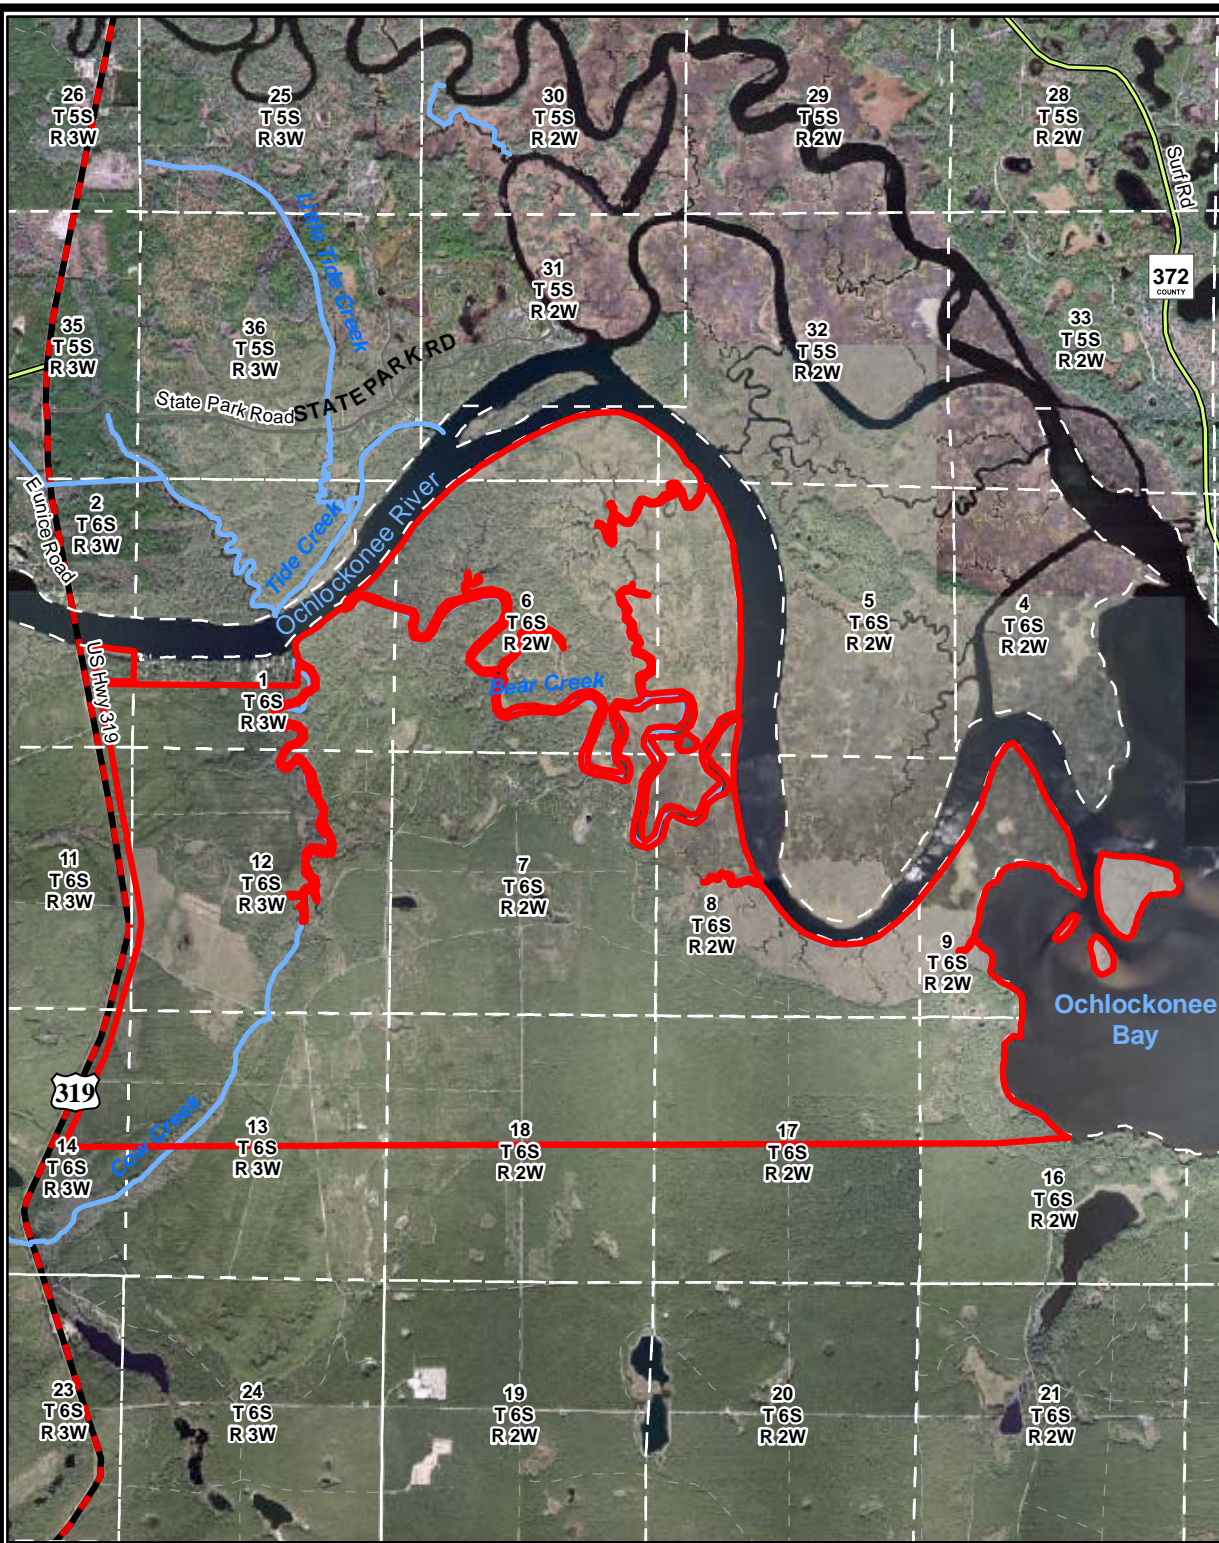 26
T 5S
R 3W
25
T 5S
R 3W
30
T 5S
R 2W
29
T 5S
R 2W
28
T 5S
R 2W
Surf Rd
372
COUNTY
Little Tide Creek
31
T 5S
R 2W
35
T 5S
R 3W
36
T 5S
R 3W
32
T 5S
R 2W
33
T 5S
R 2W
State Park Road
STATE PARK RD
2
T 6S
R 3W
Eunice Road
Tide Creek
Ochlockonee River
6
T 6S
R 2W
5
T 6S
R 2W
4
T 6S
R 2W
US Hwy 319
1
T 6S
R 3W
Bear Creek
11
T 6S
R 3W
12
T 6S
R 3W
7
T 6S
R 2W
8
T 6S
R 2W
9
T 6S
R 2W
Ochlockonee
Bay
319
Cow Creek
14
T 6S
R 3W
13
T 6S
R 3W
18
T 6S
R 2W
17
T 6S
R 2W
16
T 6S
R 2W
23
T 6S
R 3W
24
T 6S
R 3W
19
T 6S
R 2W
20
T 6S
R 2W
21
T 6S
R 2W